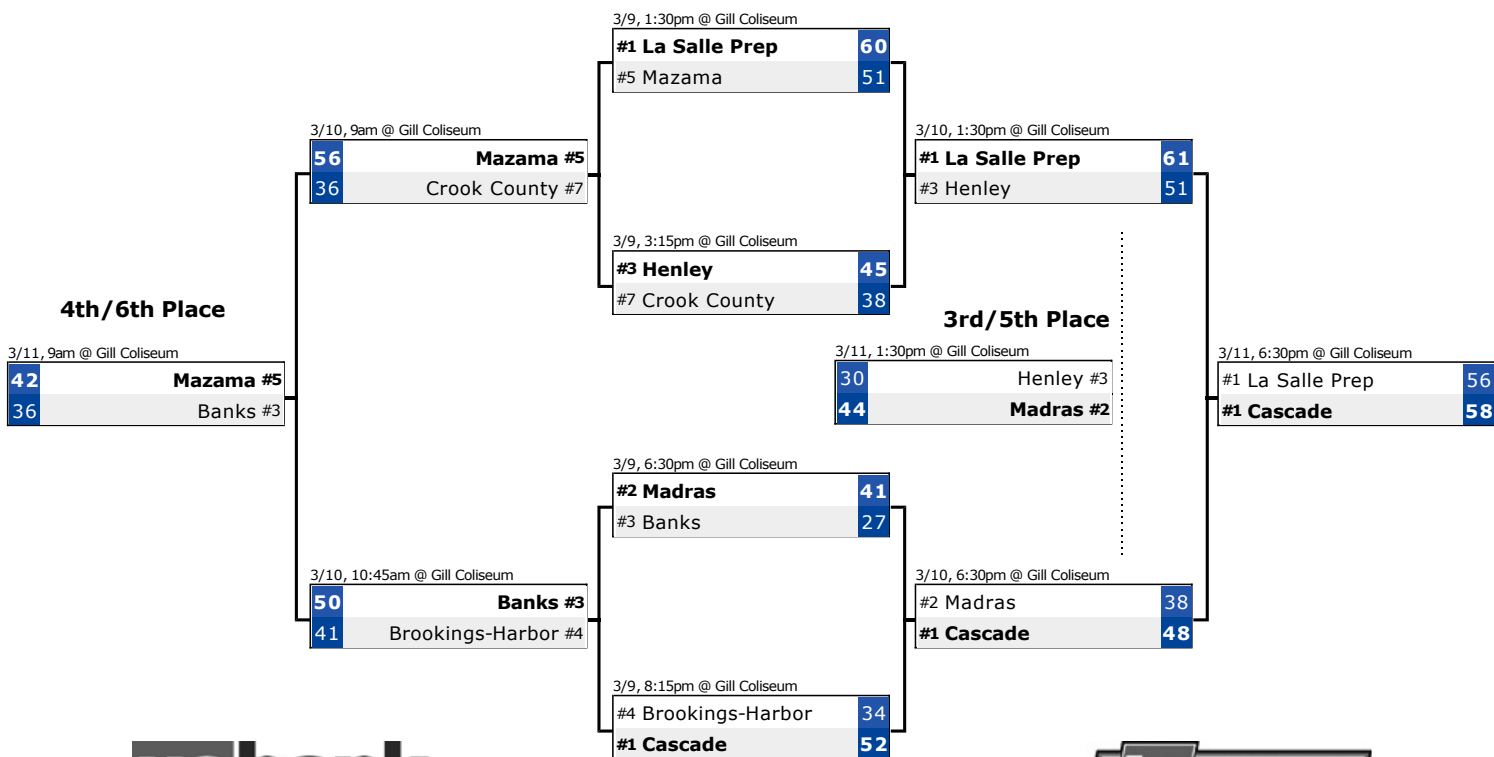 3/9, 1:30pm @ Gill Coliseum
#1 La Salle Prep 60
#5 Mazama 51
3/10, 9am @ Gill Coliseum
56 Mazama #5
36 Crook County #7
3/10, 1:30pm @ Gill Coliseum
#1 La Salle Prep 61
#3 Henley 51
3/9, 3:15pm @ Gill Coliseum
#3 Henley 45
#7 Crook County 38
4th/6th Place
3/11, 9am @ Gill Coliseum
42 Mazama #5
36 Banks #3
3rd/5th Place
3/11, 1:30pm @ Gill Coliseum
30 Henley #3
44 Madras #2
3/11, 6:30pm @ Gill Coliseum
#1 La Salle Prep 56
#1 Cascade 58
3/9, 6:30pm @ Gill Coliseum
#2 Madras 41
#3 Banks 27
3/10, 10:45am @ Gill Coliseum
50 Banks #3
41 Brookings-Harbor #4
3/10, 6:30pm @ Gill Coliseum
#2 Madras 38
#1 Cascade 48
3/9, 8:15pm @ Gill Coliseum
#4 Brookings-Harbor 34
#1 Cascade 52